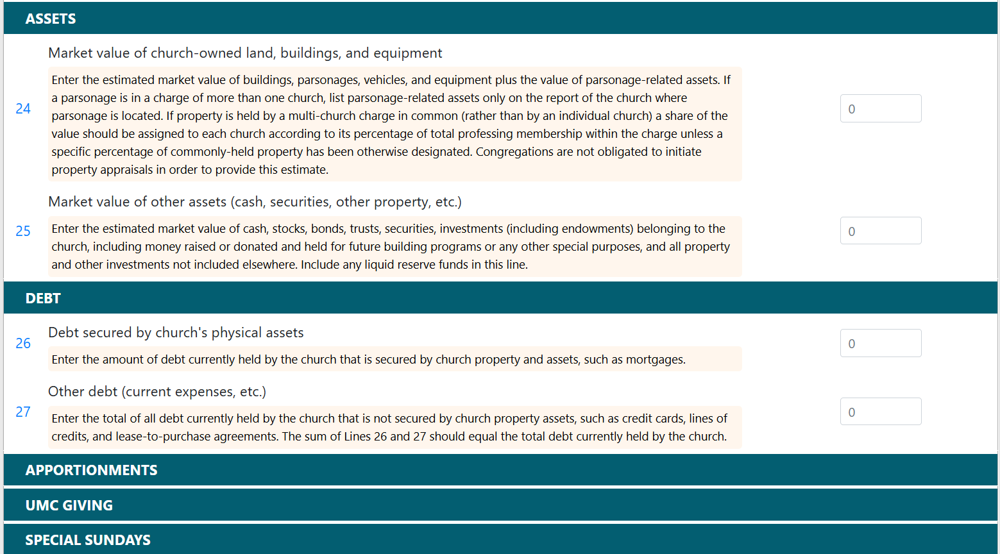 ASSETS
Market value of church-owned land, buildings, and equipment
24
Enter the estimated market value of buildings, parsonages, vehicles, and equipment plus the value of parsonage-related assets. If
a parsonage is in a charge of more than one church, list parsonage-related assets only on the report of the church where
parsonage is located. If property is held by a multi-church charge in common (rather than by an individual church) a share of the
value should be assigned to each church according to its percentage of total professing membership within the charge unless a
specific percentage of commonly-held property has been otherwise designated. Congregations are not obligated to initiate
property appraisals in order to provide this estimate.
0
Market value of other assets (cash, securities, other property, etc.)
25
Enter the estimated market value of cash, stocks, bonds, trusts, securities, investments (including endowments) belonging to the
church, including money raised or donated and held for future building programs or any other special purposes, and all property
and other investments not included elsewhere. Include any liquid reserve funds in this line.
0
DEBT
Debt secured by church's physical assets
26
Enter the amount of debt currently held by the church that is secured by church property and assets, such as mortgages.
0
Other debt (current expenses, etc.)
27
Enter the total of all debt currently held by the church that is not secured by church property assets, such as credit cards, lines of
credits, and lease-to-purchase agreements. The sum of Lines 26 and 27 should equal the total debt currently held by the church.
0
APPORTIONMENTS
UMC GIVING
SPECIAL SUNDAYS